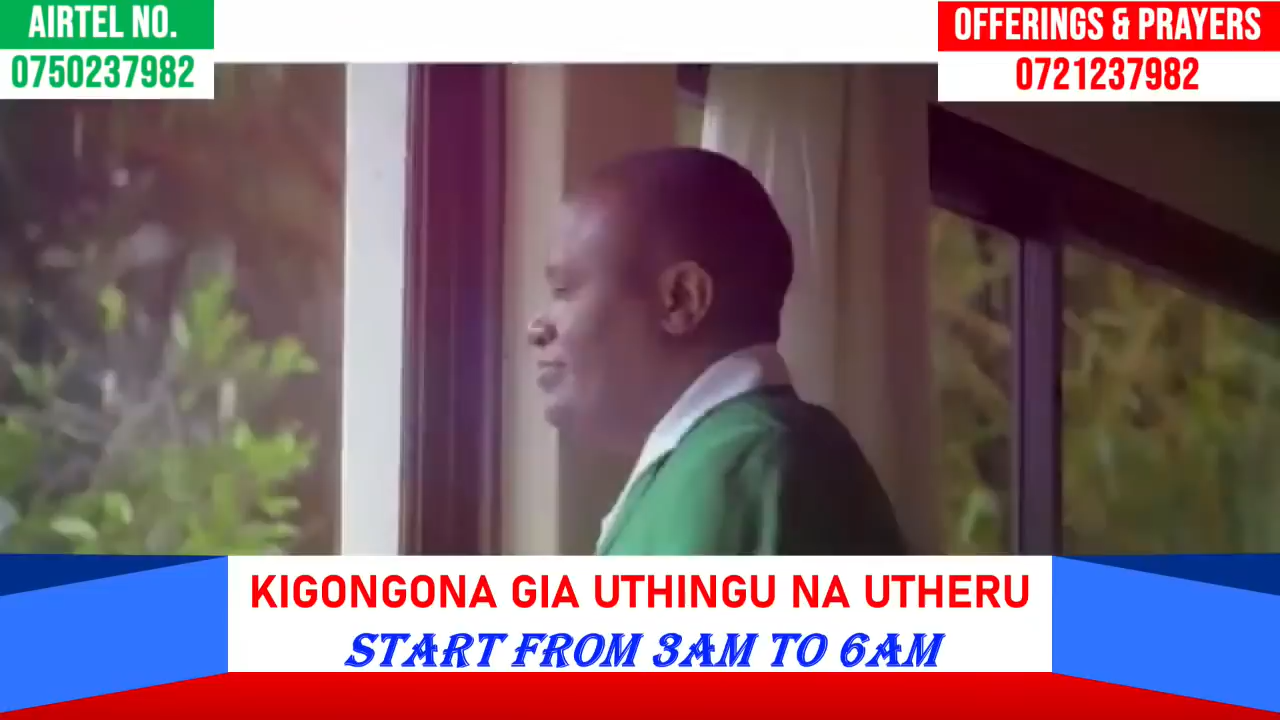 AIRTEL NO.
0750237982
OFFERINGS & PRAYERS
0721237982
KIGONGONA GIA UTHINGU NA UTHERU
START FROM 3AM TO 6AM